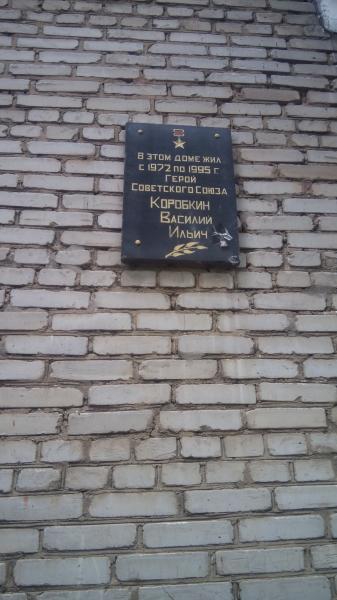 В этом доме жил
с 1972 по 1995 г.
Герой
Советского Союза
Коробкин
Василий
Ильич